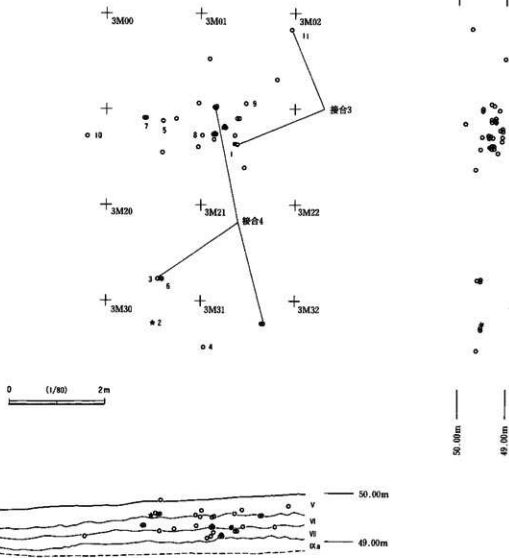 3M00
3M01
3M02
11
9
接合3
7
5
10
8
1
3M20
3M21
3M22
接合4
3
6
3M30
3M31
3M32
2
4
0 (1/80) 2m
50.00m
49.00m
50.00m
V
VI
VII
IXa
49.00m